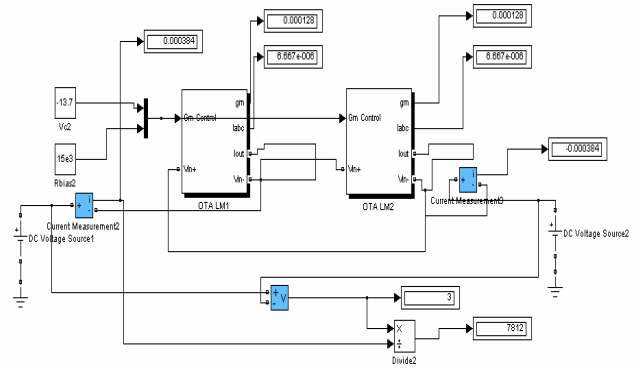 0.000128
0.000128
0.000384
6.667e-006
6.667e-006
-13.7
Vc2
15e3
Rbias2
Gm Control
gm
Iabc
Iout
Vin+
Vin-
OTA LM1
Gm Control
gm
Iabc
Iout
Vin+
Vin-
OTA LM2
-0.000384
+
-
i
Current Measurement2
+
-
i
Current Measurement3
+
DC Voltage Source1
+
DC Voltage Source2
+
-
v
3
×
÷
Divide2
7812